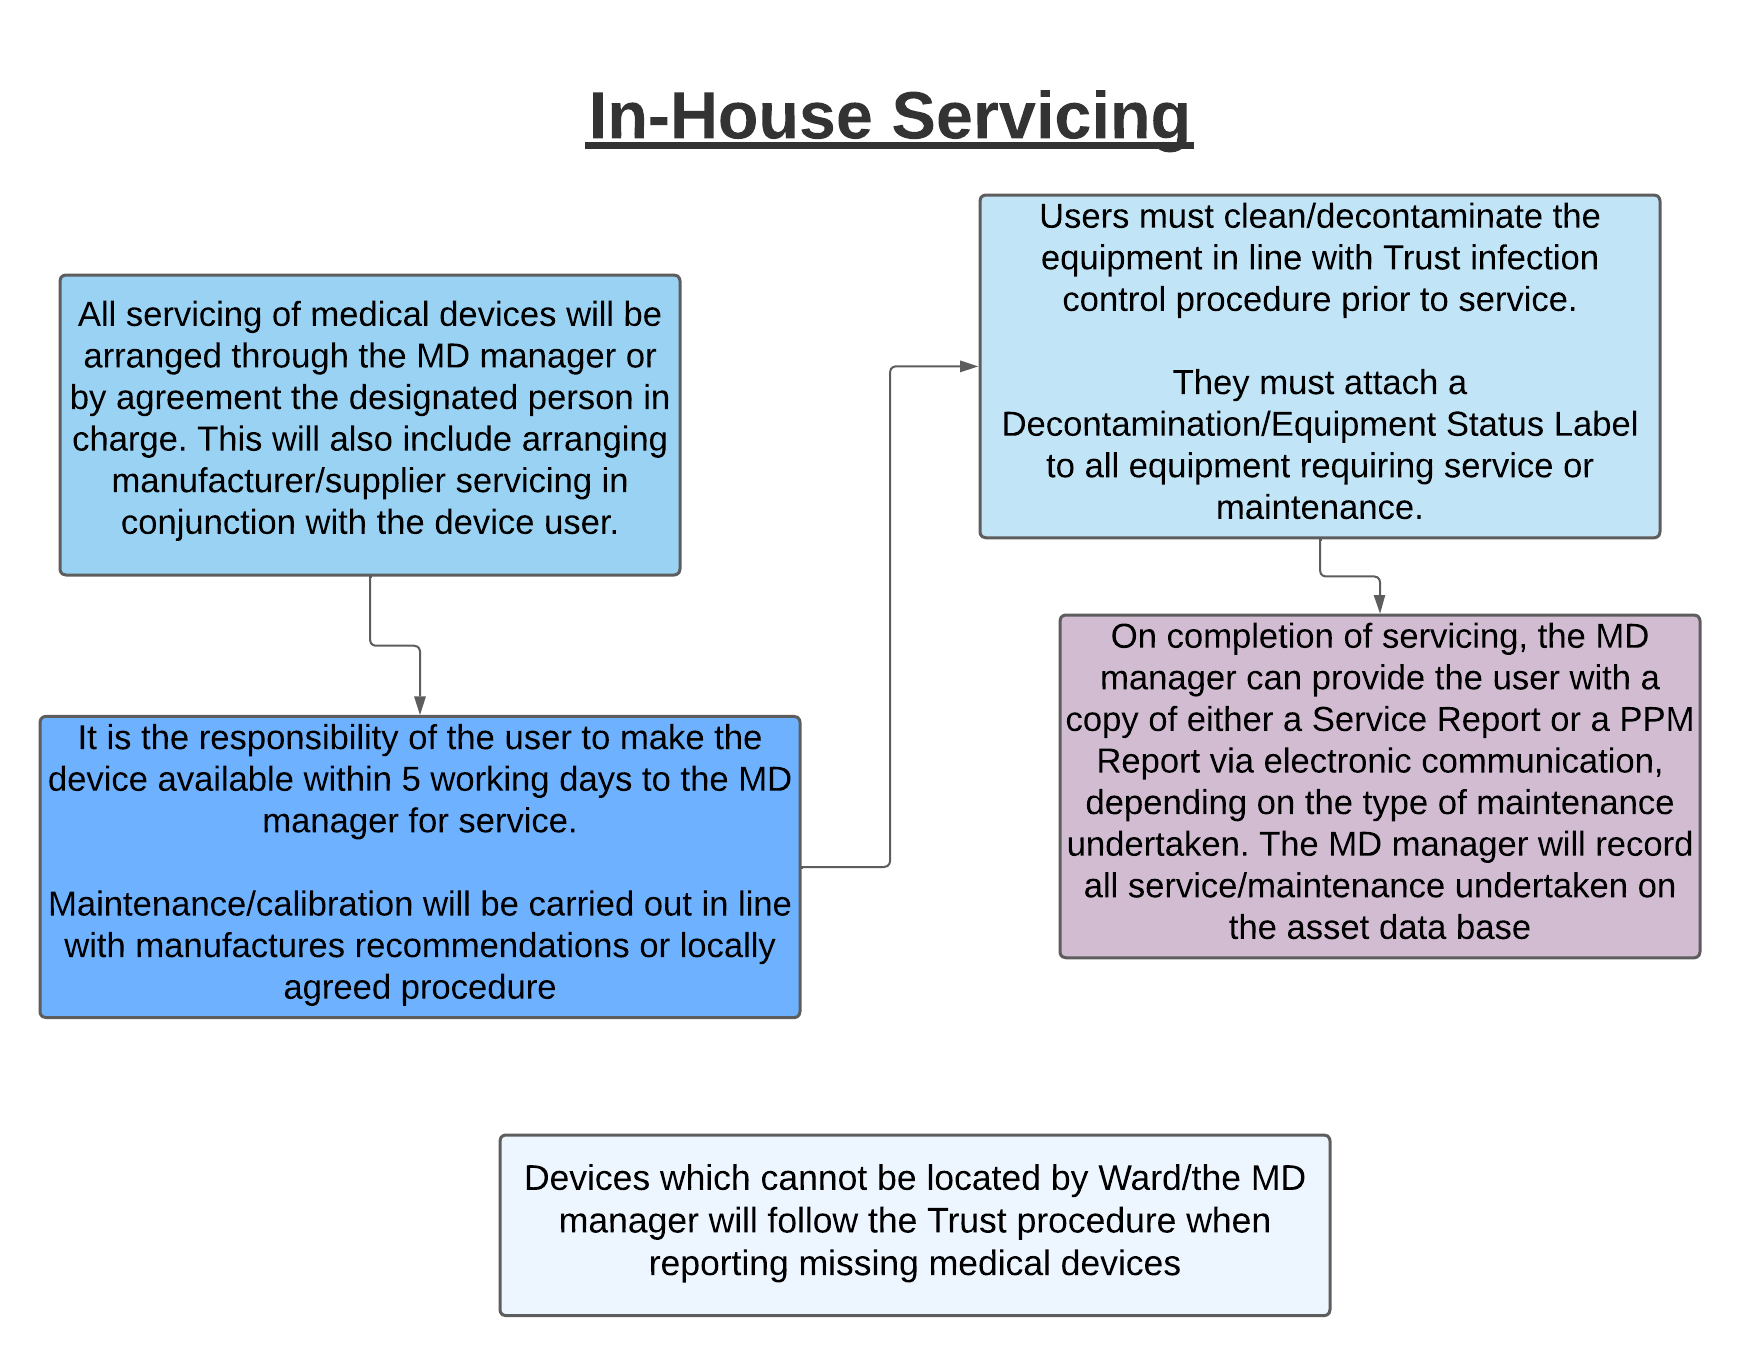 In-House Servicing
All servicing of medical devices will be
arranged through the MD manager or
by agreement the designated person in
charge. This will also include arranging
manufacturer/supplier servicing in
conjunction with the device user.
It is the responsibility of the user to make the
device available within 5 working days to the MD
manager for service.
Maintenance/calibration will be carried out in line
with manufactures recommendations or locally
agreed procedure
Users must clean/decontaminate the
equipment in line with Trust infection
control procedure prior to service.
They must attach a
Decontamination/Equipment Status Label
to all equipment requiring service or
maintenance.
On completion of servicing, the MD
manager can provide the user with a
copy of either a Service Report or a PPM
Report via electronic communication,
depending on the type of maintenance
undertaken. The MD manager will record
all service/maintenance undertaken on
the asset data base
Devices which cannot be located by Ward/the MD
manager will follow the Trust procedure when
reporting missing medical devices